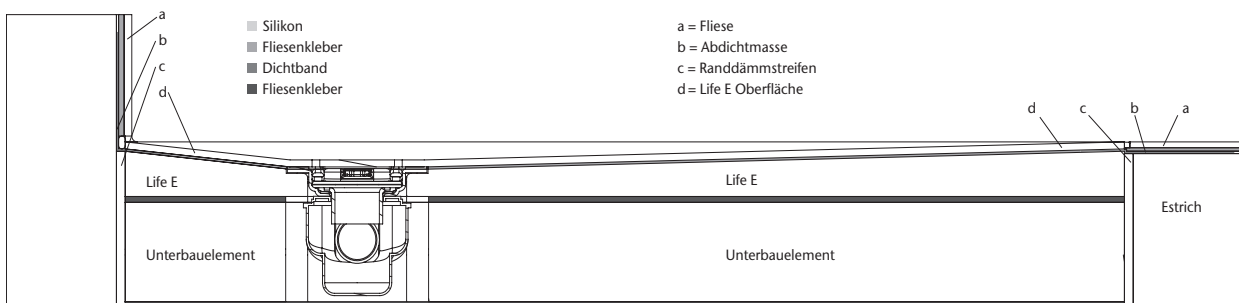 a
b
c
d
Silikon
Fliesenkleber
Dichtband
Fliesenkleber
a = Fliese
b = Abdichtmasse
c = Randdämmstreifen
d = Life E Oberfläche
d
c
b
a
Life E
Life E
Estrich
Unterbauelement
Unterbauelement